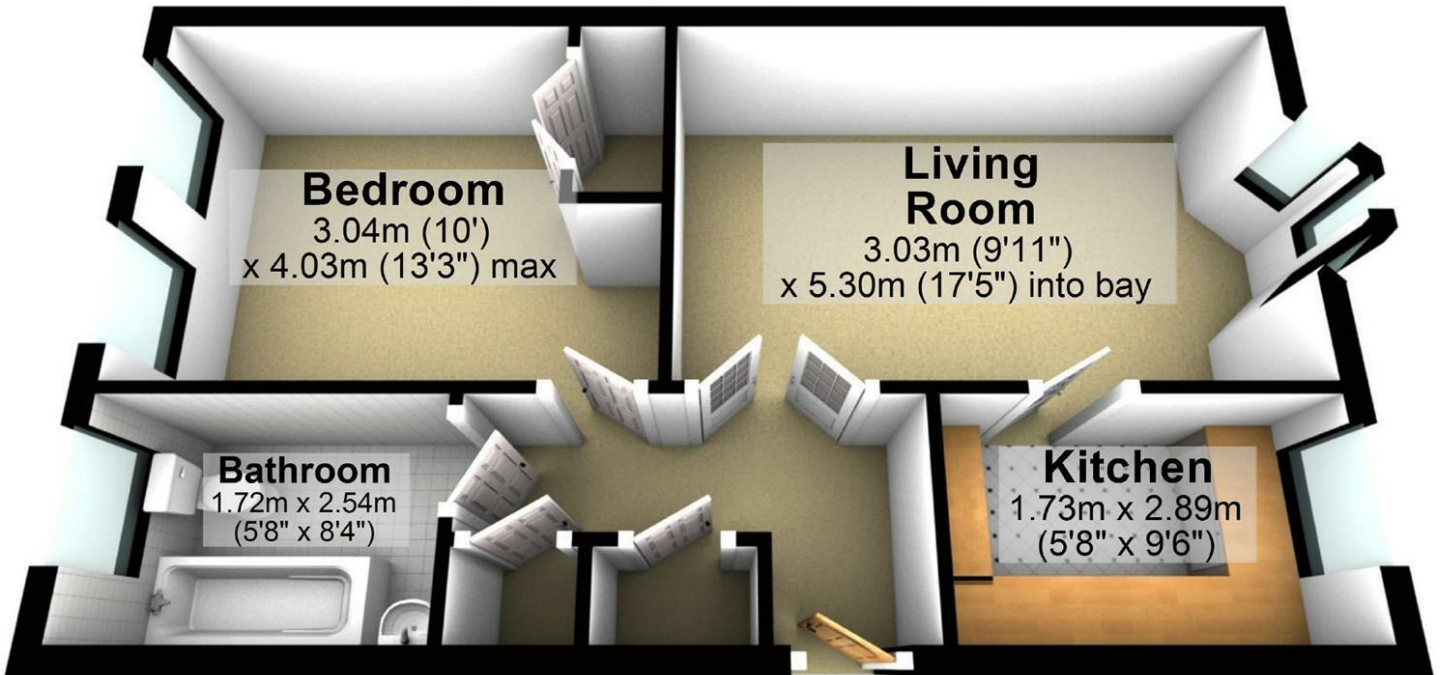 Bedroom
3.04m (10')
x 4.03m (13'3") max
Living
Room
3.03m (9'11")
x 5.30m (17'5") into bay
Bathroom
1.72m x 2.54m
(5'8" x 8'4")
Kitchen
1.73m x 2.89m
(5'8" x 9'6")